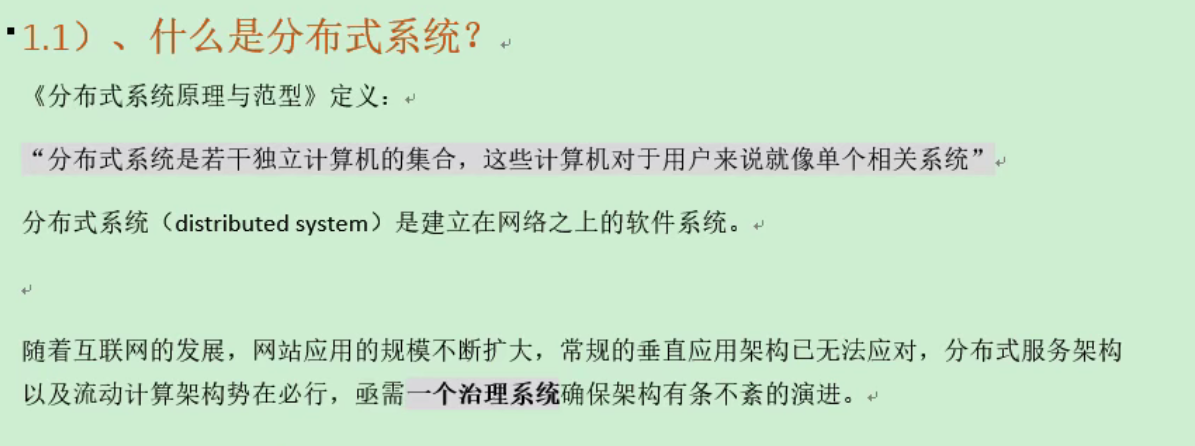 1.1）、什么是分布式系统？
《分布式系统原理与范型》定义：
“分布式系统是若干独立计算机的集合，这些计算机对于用户来说就像单个相关系统”
分布式系统（distributed system）是建立在网络之上的软件系统。
随着互联网的发展，网站应用的规模不断扩大，常规的垂直应用架构已无法应对，分布式服务架构
以及流动计算架构势在必行，亟需一个治理系统确保架构有条不紊的演进。